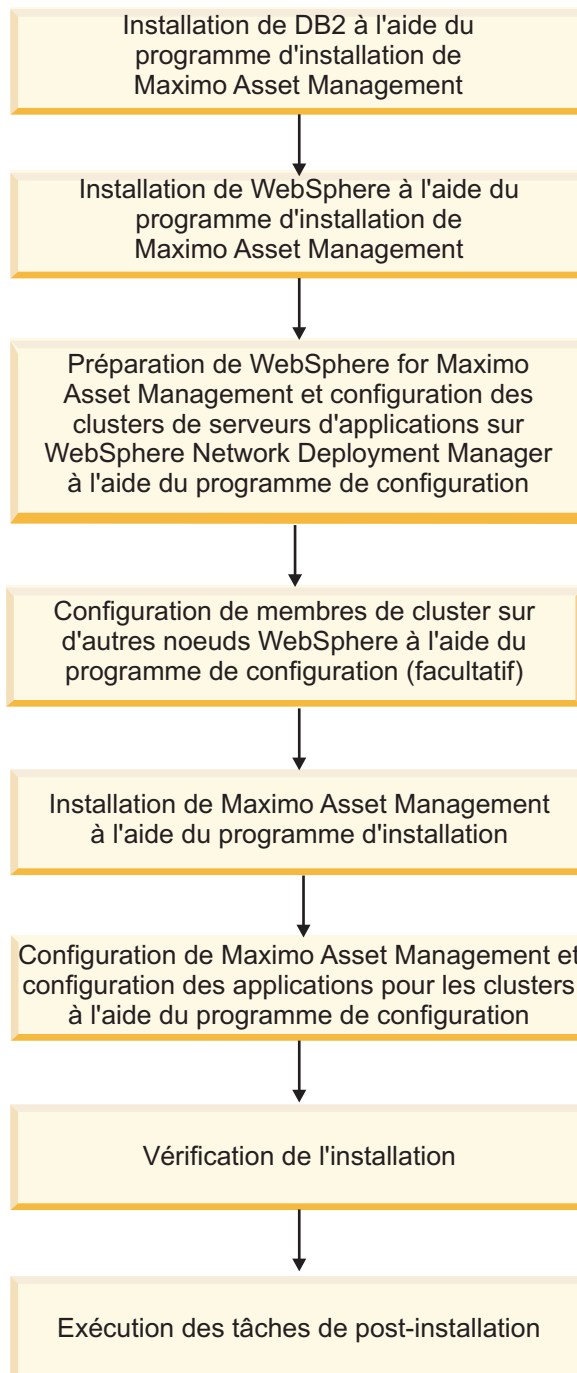 Installation de DB2 à l'aide du
programme d'installation de
Maximo Asset Management
Installation de WebSphere à l'aide du
programme d'installation de
Maximo Asset Management
Préparation de WebSphere for Maximo
Asset Management et configuration des
clusters de serveurs d'applications sur
WebSphere Network Deployment Manager
à l'aide du programme de configuration
Configuration de membres de cluster sur
d'autres noeuds WebSphere à l'aide du
programme de configuration (facultatif)
Installation de Maximo Asset Management
à l'aide du programme d'installation
Configuration de Maximo Asset Management et
configuration des applications pour les clusters
à l'aide du programme de configuration
Vérification de l'installation
Exécution des tâches de post-installation